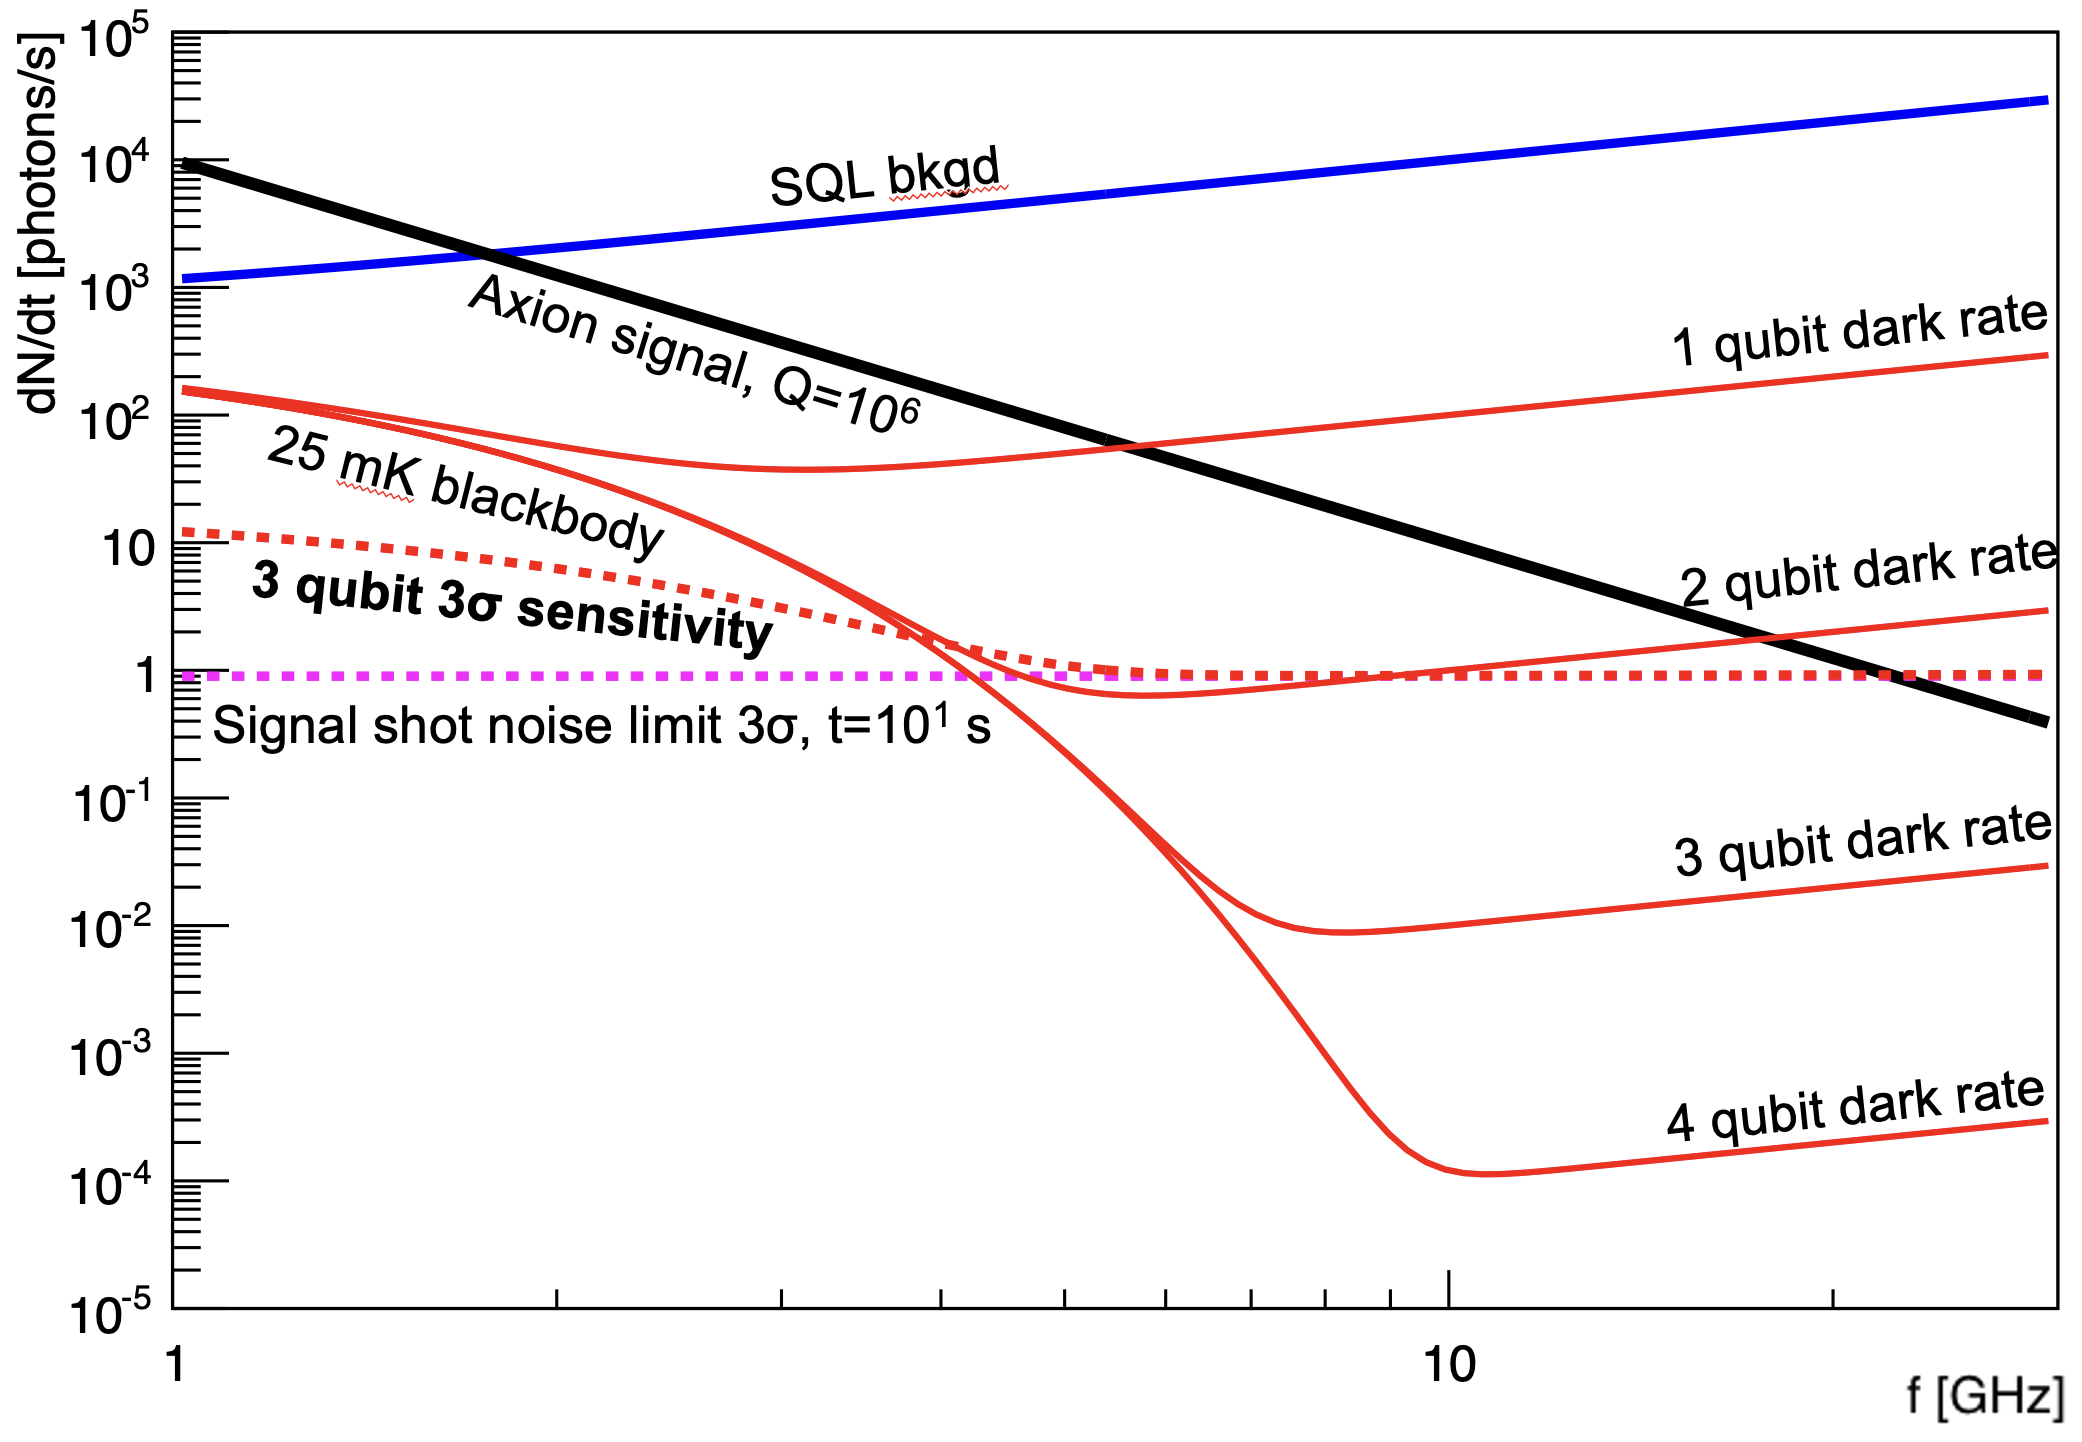 dN/dt [photons/s]
10⁵
10⁴
10³
10²
10
1
10⁻¹
10⁻²
10⁻³
10⁻⁴
10⁻⁵
SQL bkgd
Axion signal, Q=10⁶
1 qubit dark rate
25 mK blackbody
2 qubit dark rate
3 qubit 3σ sensitivity
Signal shot noise limit 3σ, t=10¹ s
3 qubit dark rate
4 qubit dark rate
1
10
f [GHz]